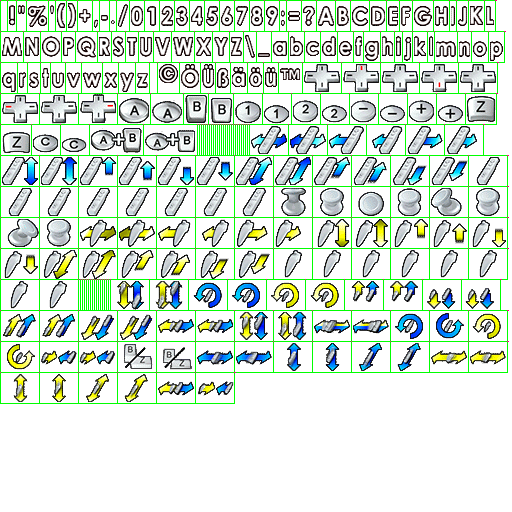 !"%'()+,-./0123456789:=?ABCDEFGHIJKL
MNOPQRSTUVWXYZ\_abcdefghijklmnop
qrstuvwxyz ©ÖÜßäöü™
A A B B 1 1 2 2 - - + + Z
Z C C A+B A+B
B/Z B/Z